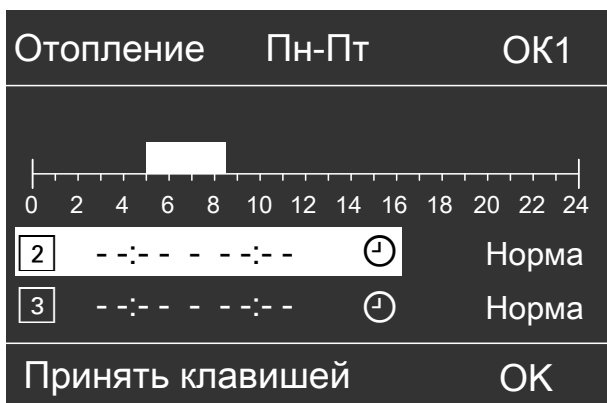 Отопление Пн-Пт ОК1
0 2 4 6 8 10 12 14 16 18 20 22 24
2 - -:- - - - -:- - Норма
3 - -:- - - - -:- - Норма
Принять клавишей OK